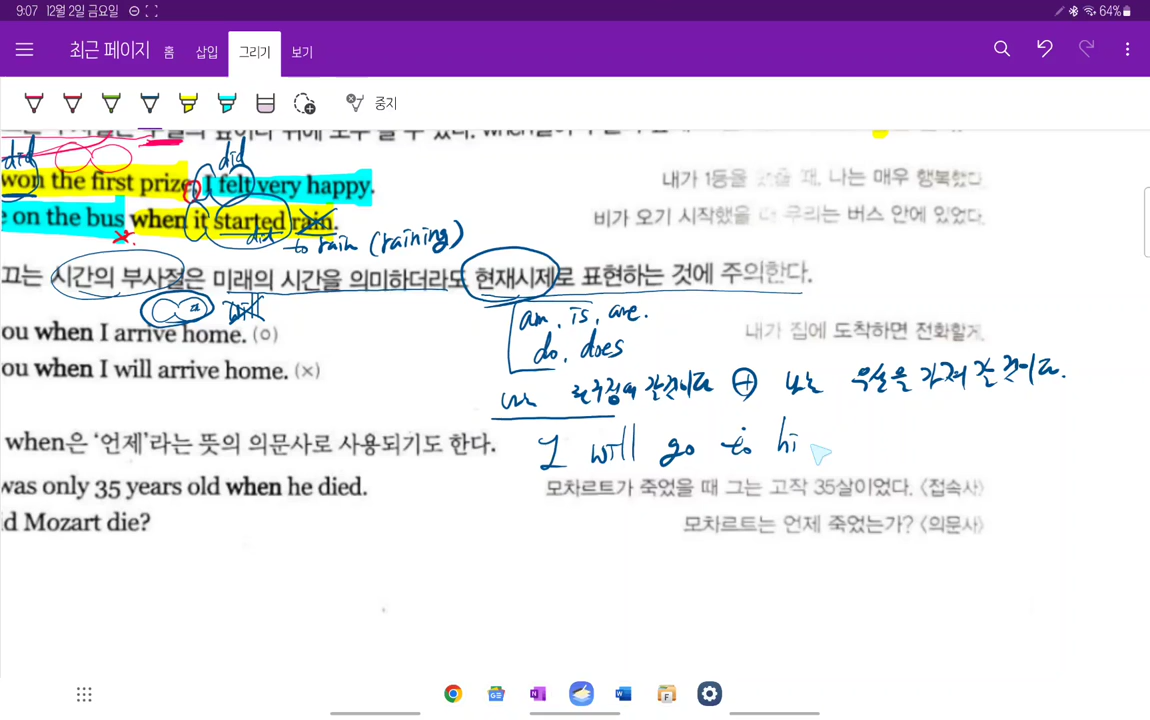 9:07 12월 2일 금요일 64%
최근 페이지 홈 삽입 그리기 보기
중지
did did
won the first prize, I felt very happy. 내가 1등을 했을 때, 나는 매우 행복했다.
e on the bus when it started rain. 비가 오기 시작했을 때 우리는 버스 안에 있었다.
did to rain (raining)
끄는 시간의 부사절은 미래의 시간을 의미하더라도 현재시제로 표현하는 것에 주의한다.
will am, is, are.
ou when I arrive home. (○) 내가 집에 도착하면 전화할게.
do, does
ou when I will arrive home. (×)
갈것이다 + 나는 우산을 가져 갈 것이다.
when은 '언제'라는 뜻의 의문사로 사용되기도 한다.
I will go to hi
was only 35 years old when he died. 모차르트가 죽었을 때 그는 고작 35살이었다. 〈접속사〉
d Mozart die? 모차르트는 언제 죽었는가? 〈의문사〉